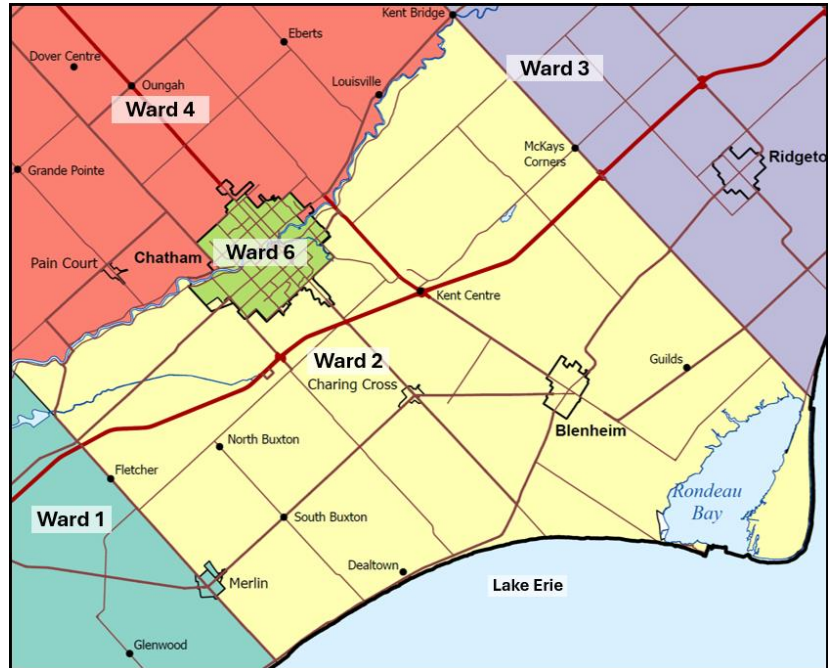 Kent Bridge
Eberts
Dover Centre
Ward 3
Oungah
Louisville
Ward 4
McKays
Corners
Ridgeto
Grande Pointe
Ward 6
Chatham
Pain Court
Kent Centre
Ward 2
Guilds
Charing Cross
Blenheim
North Buxton
Fletcher
Rondeau
Bay
Ward 1
South Buxton
Dealtown
Merlin
Lake Erie
Glenwood